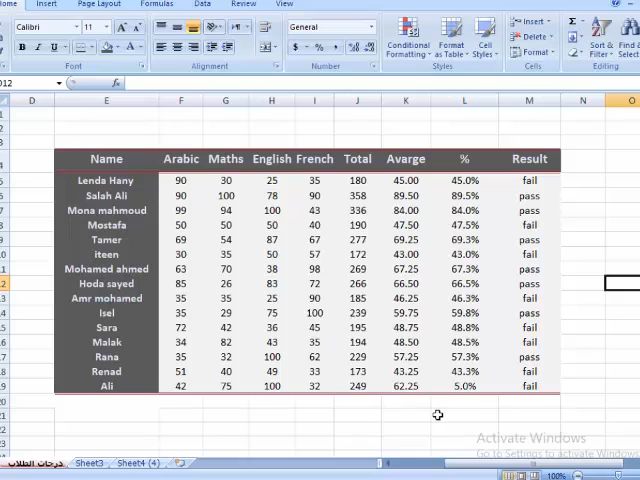 Home Insert Page Layout Formulas Data Review View
Calibri 11 General Conditional Formatting Format as Table Cell Styles Insert Delete Format Sort & Filter Find & Select
Font Alignment Number Styles Cells Editing
O12 fx
D E F G H I J K L M N O
Name Arabic Maths English French Total Avarge % Result
Lenda Hany 90 30 25 35 180 45.00 45.0% fail
Salah Ali 90 100 78 90 358 89.50 89.5% pass
Mona mahmoud 99 94 100 43 336 84.00 84.0% pass
Mostafa 50 50 50 40 190 47.50 47.5% fail
Tamer 69 54 87 67 277 69.25 69.3% pass
iteen 30 35 50 57 172 43.00 43.0% fail
Mohamed ahmed 63 70 38 98 269 67.25 67.3% pass
Hoda sayed 85 26 83 72 266 66.50 66.5% pass
Amr mohamed 35 35 25 90 185 46.25 46.3% fail
Isel 35 29 75 100 239 59.75 59.8% pass
Sara 72 42 36 45 195 48.75 48.8% fail
Malak 34 82 43 35 194 48.50 48.5% fail
Rana 35 32 100 62 229 57.25 57.3% pass
Renad 51 40 49 33 173 43.25 43.3% fail
Ali 42 75 100 32 249 62.25 5.0% fail
Activate Windows
Go to Settings to activate Windows
درجات الطلاب Sheet3 Sheet4 (4)
100%